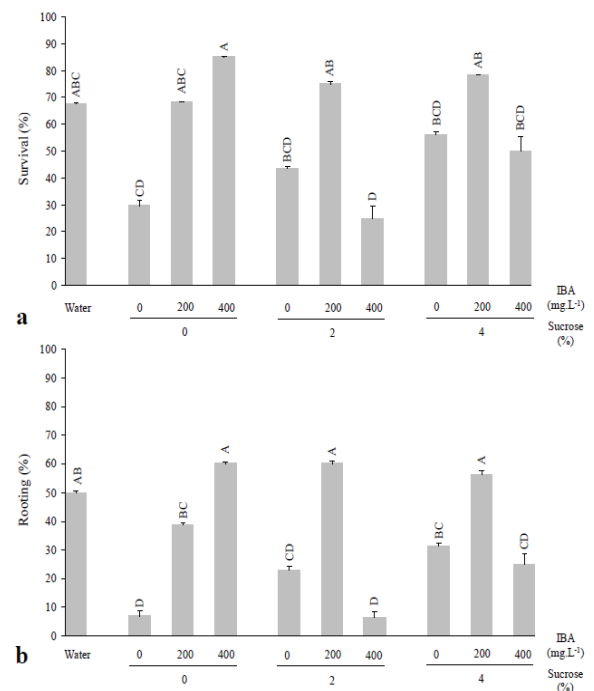 100
90
80
70
60
50
40
30
20
10
0
Survival (%)
ABC
CD
ABC
A
BCD
AB
D
BCD
AB
BCD
Water 0 200 400 0 200 400 0 200 400
IBA
(mg.L-1)
0 2 4
Sucrose
(%)
a
100
90
80
70
60
50
40
30
20
10
0
Rooting (%)
AB
D
BC
A
CD
A
D
BC
A
CD
Water 0 200 400 0 200 400 0 200 400
IBA
(mg.L-1)
0 2 4
Sucrose
(%)
b